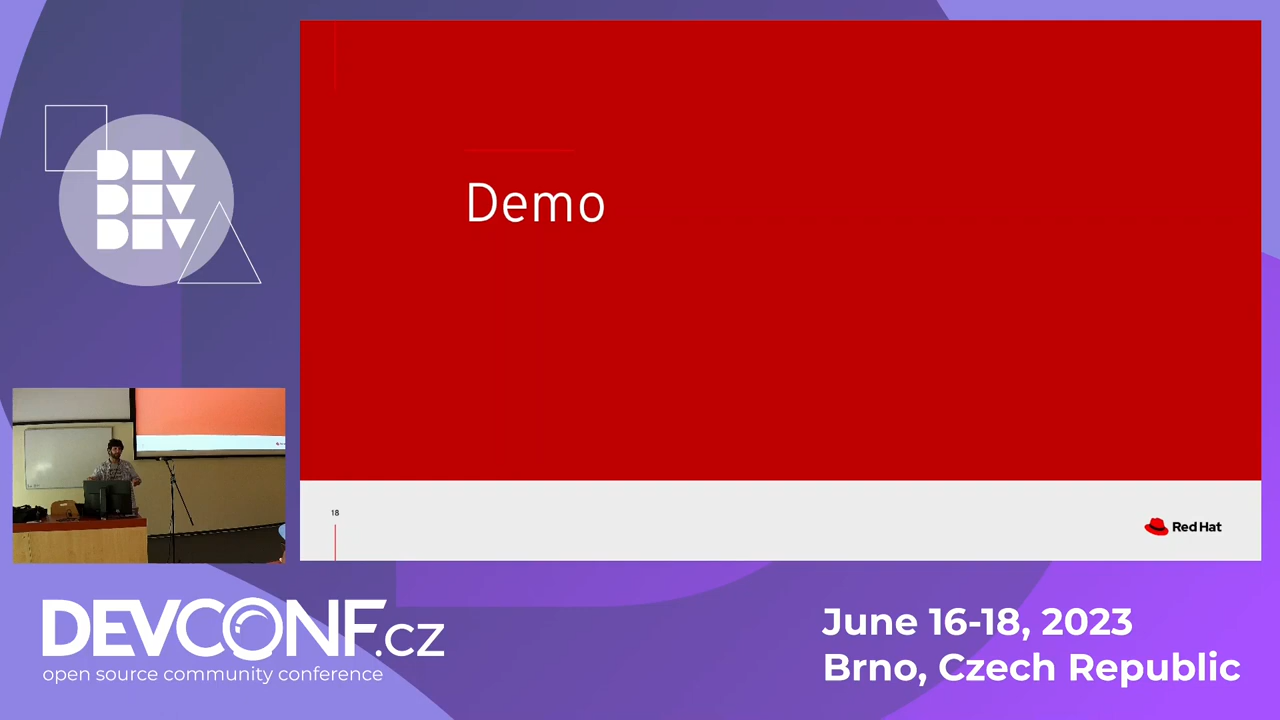 DEV
DEV
DEV
Demo
18
Red Hat
DEVCONF.cz
open source community conference
June 16-18, 2023
Brno, Czech Republic